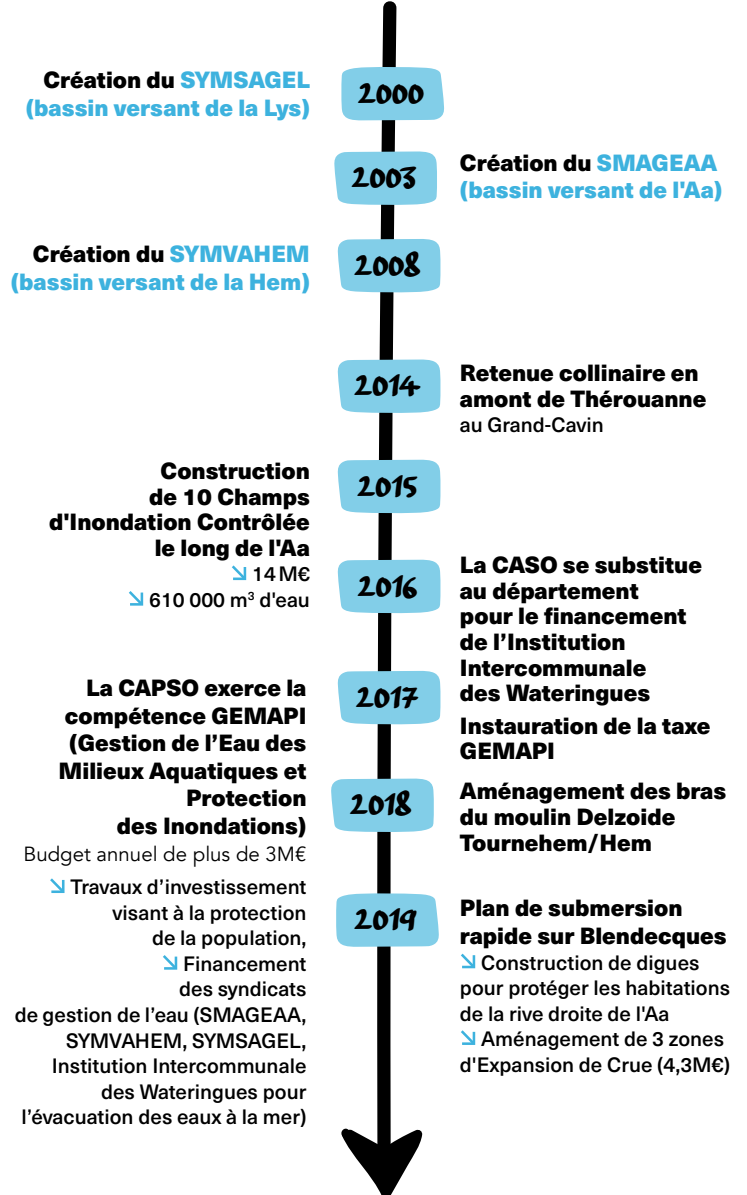 Création du SYMSAGEL
(bassin versant de la Lys)
2000
2003
Création du SMAGEAA
(bassin versant de l'Aa)
Création du SYMVAHEM
(bassin versant de la Hem)
2008
2014
Retenue collinaire en
amont de Thérouanne
au Grand-Cavin
Construction
de 10 Champs
d'Inondation Contrôlée
le long de l'Aa
↘ 14 M€
↘ 610 000 m³ d'eau
2015
2016
La CASO se substitue
au département
pour le financement
de l’Institution
Intercommunale
des Wateringues
La CAPSO exerce la
compétence GEMAPI
(Gestion de l’Eau des
Milieux Aquatiques et
Protection
des Inondations)
Budget annuel de plus de 3M€
↘ Travaux d’investissement
visant à la protection
de la population,
↘ Financement
des syndicats
de gestion de l’eau (SMAGEAA,
SYMVAHEM, SYMSAGEL,
Institution Intercommunale
des Wateringues pour
l’évacuation des eaux à la mer)
2017
Instauration de la taxe
GEMAPI
2018
Aménagement des bras
du moulin Delzoide
Tournehem/Hem
2019
Plan de submersion
rapide sur Blendecques
↘ Construction de digues
pour protéger les habitations
de la rive droite de l'Aa
↘ Aménagement de 3 zones
d'Expansion de Crue (4,3M€)